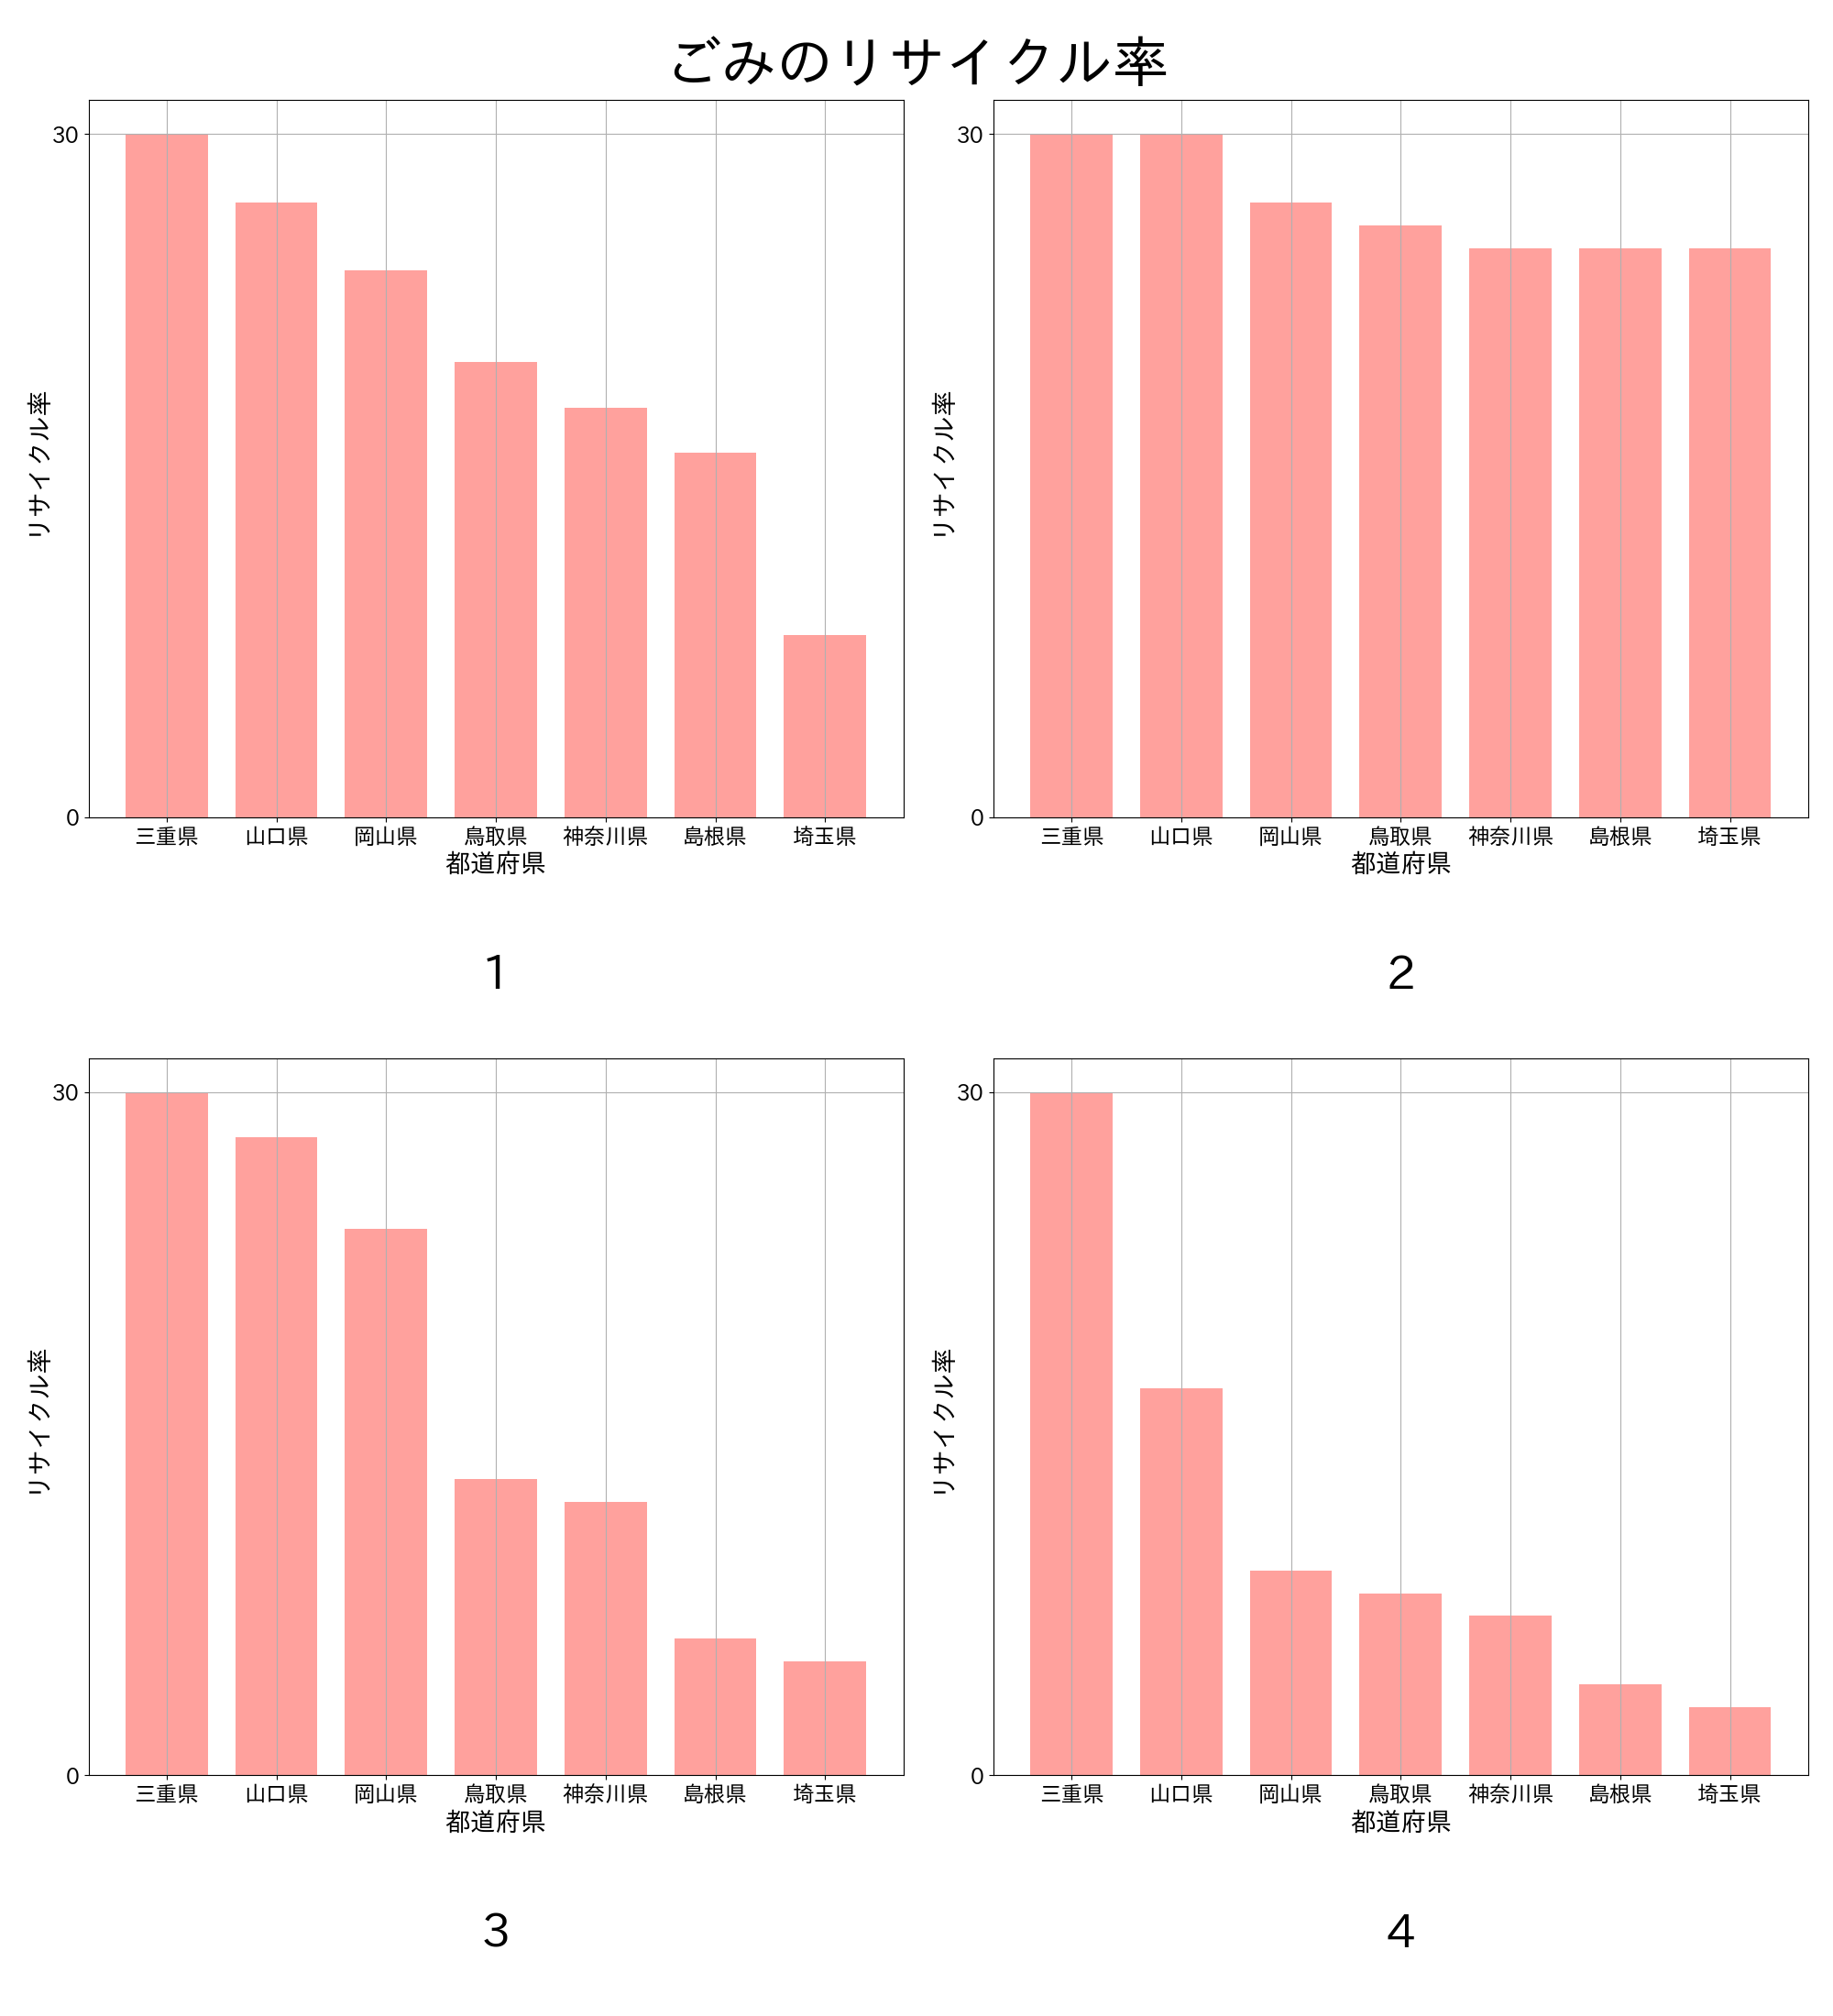 ごみのリサイクル率
30
0
リサイクル率
三重県 山口県 岡山県 鳥取県 神奈川県 島根県 埼玉県
都道府県
1
30
0
リサイクル率
三重県 山口県 岡山県 鳥取県 神奈川県 島根県 埼玉県
都道府県
2
30
0
リサイクル率
三重県 山口県 岡山県 鳥取県 神奈川県 島根県 埼玉県
都道府県
3
30
0
リサイクル率
三重県 山口県 岡山県 鳥取県 神奈川県 島根県 埼玉県
都道府県
4